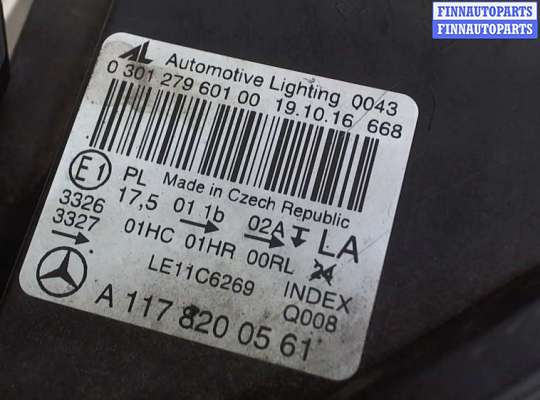 FINNAUTOPARTS
FINNAUTOPARTS
AL Automotive Lighting 0043
0 301 279 601 00 19.10.16 668
E1 PL Made in Czech Republic
3326 17,5 01 1b 02A LA
3327 01HC 01HR 00RL 24
LE11C6269 INDEX
Q008
A 117 820 05 61